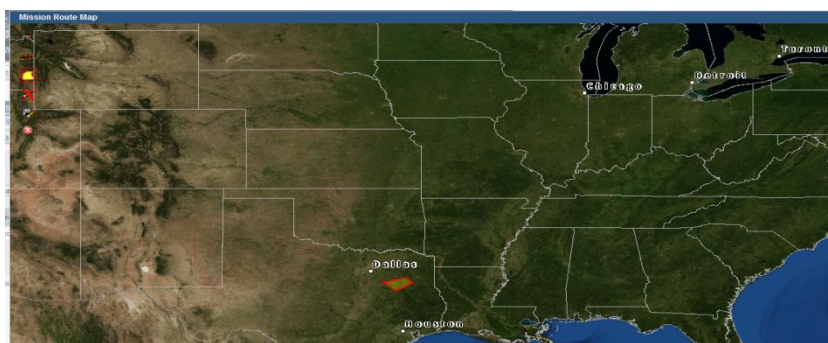 Mission Route Map
Toronto
Detroit
Chicago
Dallas
Houston